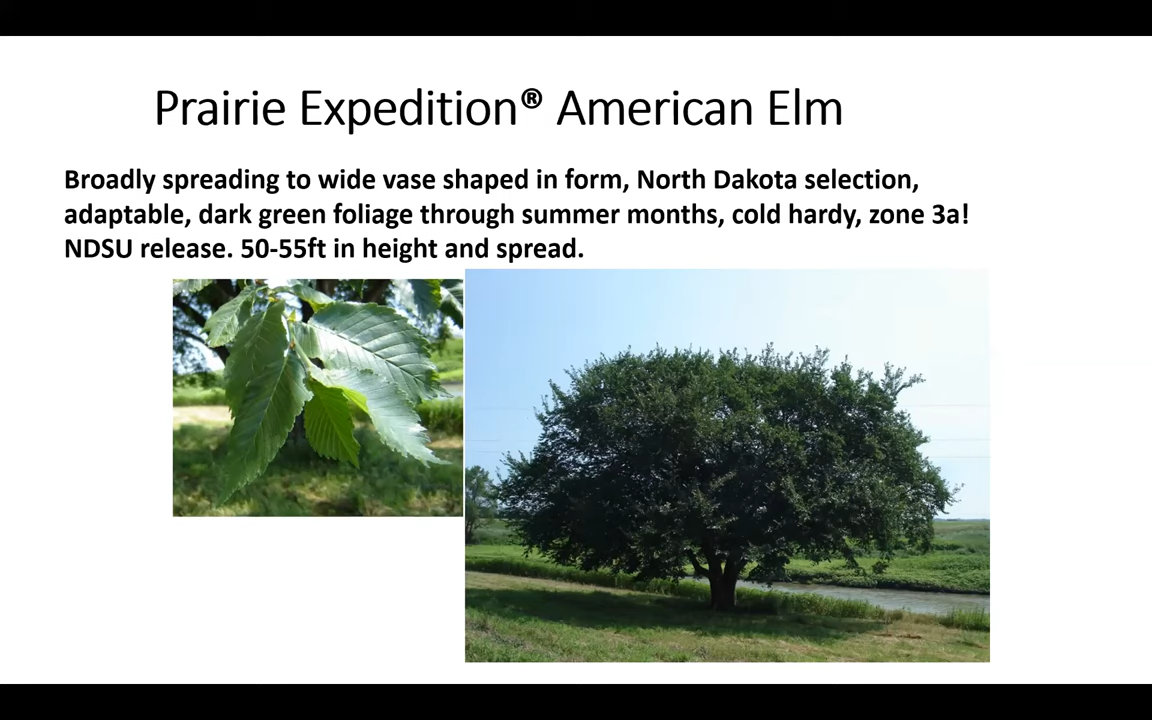 Prairie Expedition® American Elm
Broadly spreading to wide vase shaped in form, North Dakota selection,
adaptable, dark green foliage through summer months, cold hardy, zone 3a!
NDSU release. 50-55ft in height and spread.